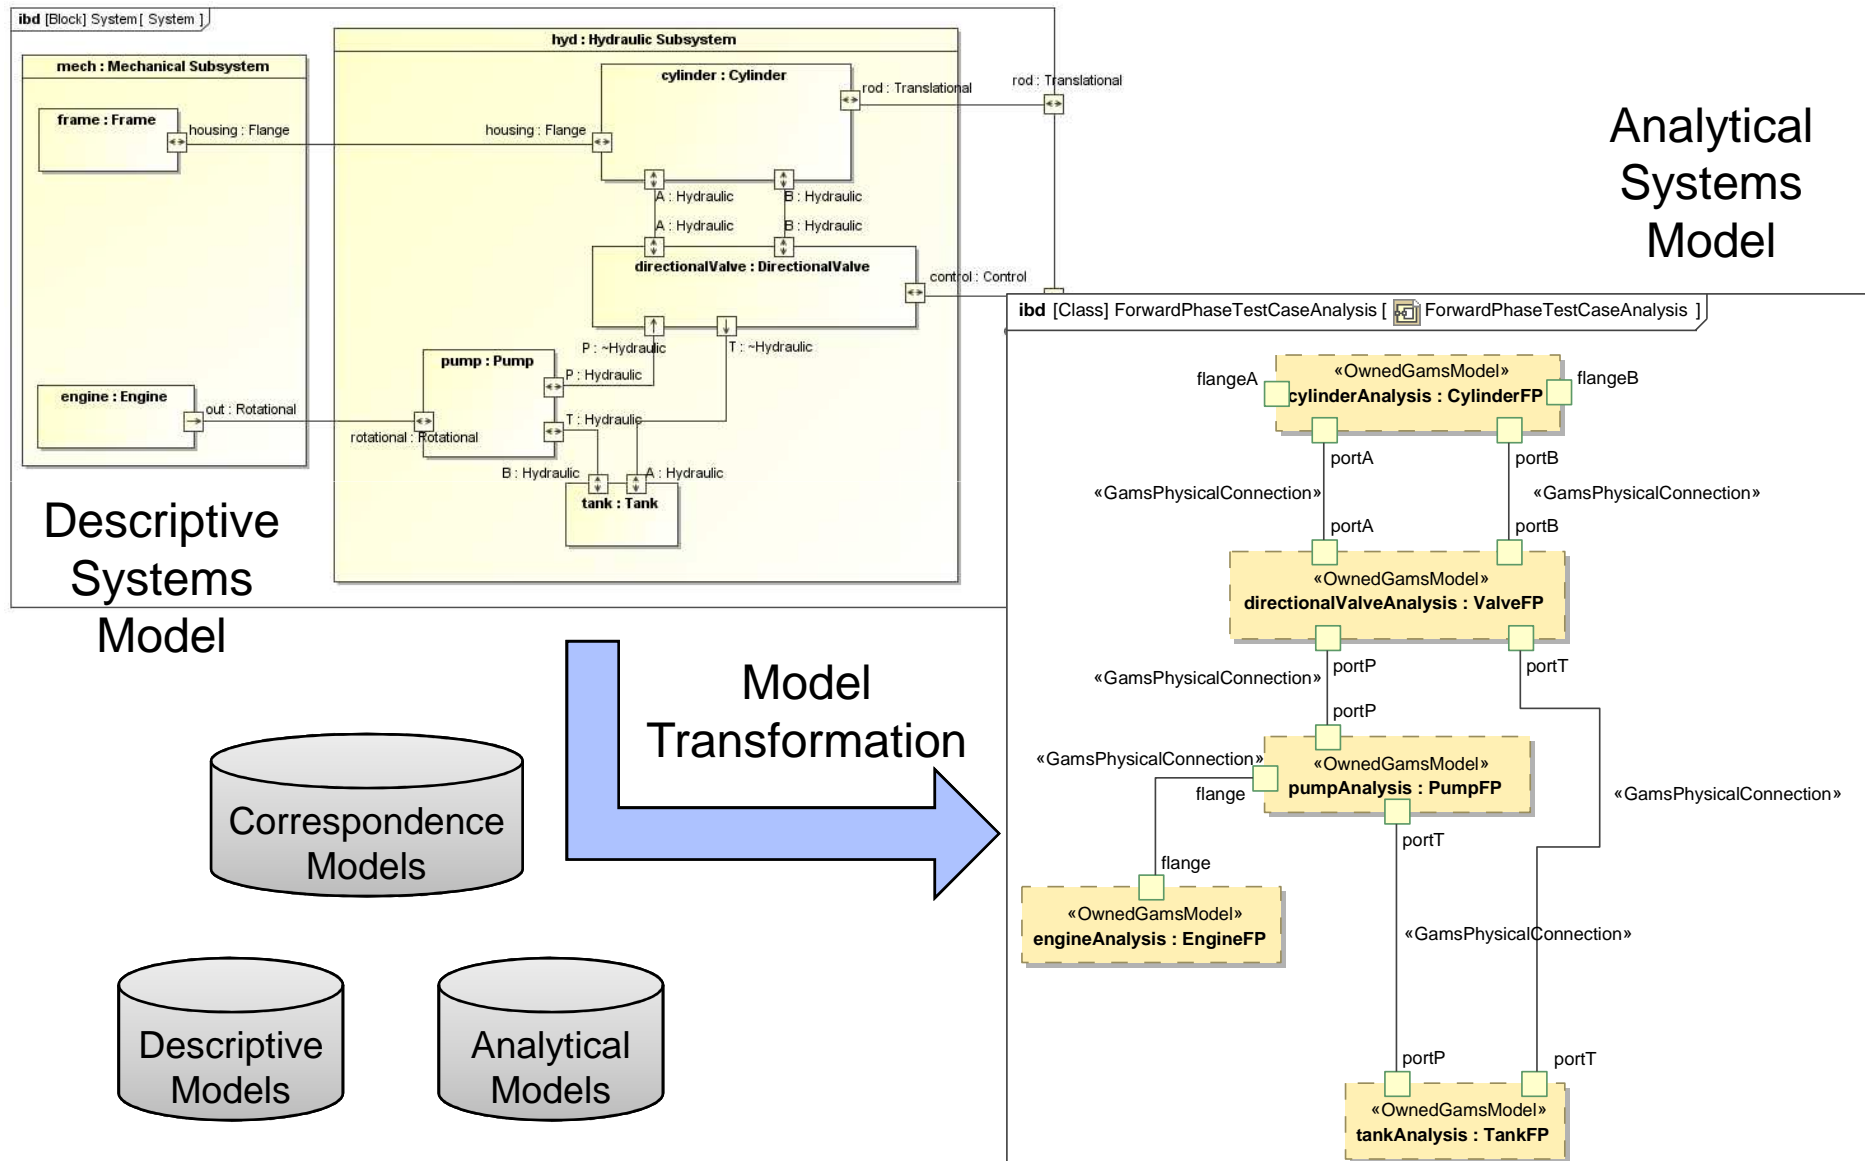 ibd [Block] System [ System ]
hyd : Hydraulic Subsystem
mech : Mechanical Subsystem
cylinder : Cylinder
rod : Translational
rod : Translational
frame : Frame
housing : Flange
housing : Flange
A : Hydraulic
B : Hydraulic
A : Hydraulic
B : Hydraulic
directionalValve : DirectionalValve
control : Control
P : ~Hydraulic
T : ~Hydraulic
pump : Pump
P : Hydraulic
engine : Engine
out : Rotational
T : Hydraulic
rotational : Rotational
B : Hydraulic
A : Hydraulic
tank : Tank
Descriptive
Systems
Model
Analytical
Systems
Model
Model
Transformation
Correspondence
Models
Descriptive
Models
Analytical
Models
ibd [Class] ForwardPhaseTestCaseAnalysis [ ForwardPhaseTestCaseAnalysis ]
flangeA
«OwnedGamsModel»
cylinderAnalysis : CylinderFP
flangeB
portA
portB
«GamsPhysicalConnection»
«GamsPhysicalConnection»
portA
portB
«OwnedGamsModel»
directionalValveAnalysis : ValveFP
portP
portT
«GamsPhysicalConnection»
portP
«GamsPhysicalConnection»
«OwnedGamsModel»
pumpAnalysis : PumpFP
flange
«GamsPhysicalConnection»
portT
flange
«OwnedGamsModel»
engineAnalysis : EngineFP
«GamsPhysicalConnection»
portP
portT
«OwnedGamsModel»
tankAnalysis : TankFP